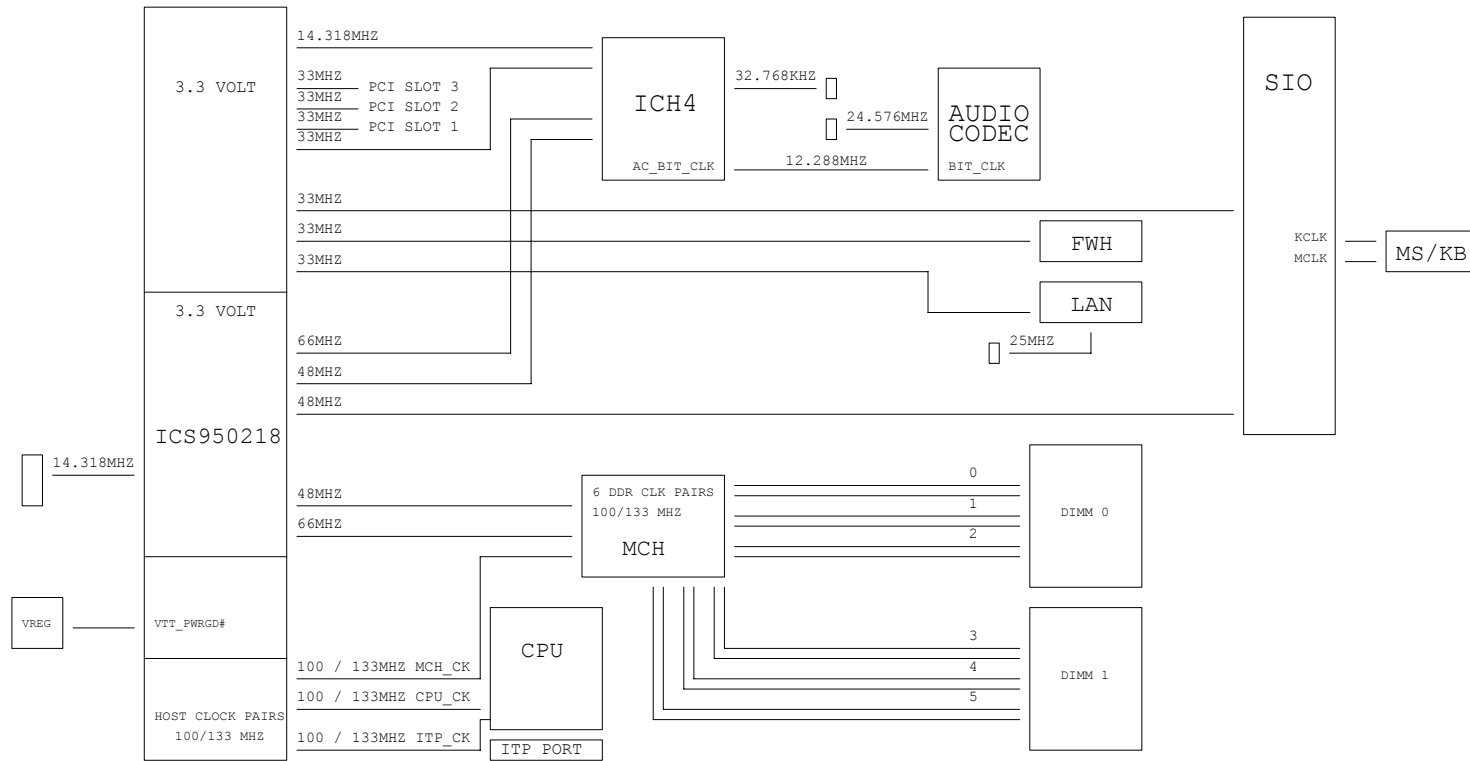 14.318MHZ
3.3 VOLT
33MHZ
PCI SLOT 3
33MHZ
PCI SLOT 2
33MHZ
PCI SLOT 1
33MHZ
ICH4
AC_BIT_CLK
32.768KHZ
24.576MHZ
12.288MHZ
AUDIO
CODEC
BIT_CLK
SIO
KCLK
MCLK
MS/KB
33MHZ
33MHZ
FWH
33MHZ
LAN
25MHZ
3.3 VOLT
66MHZ
48MHZ
48MHZ
ICS950218
14.318MHZ
48MHZ
66MHZ
6 DDR CLK PAIRS
100/133 MHZ
MCH
0
1
2
DIMM 0
VREG
VTT_PWRGD#
CPU
3
4
5
DIMM 1
100 / 133MHZ MCH_CK
100 / 133MHZ CPU_CK
100 / 133MHZ ITP_CK
HOST CLOCK PAIRS
100/133 MHZ
ITP PORT